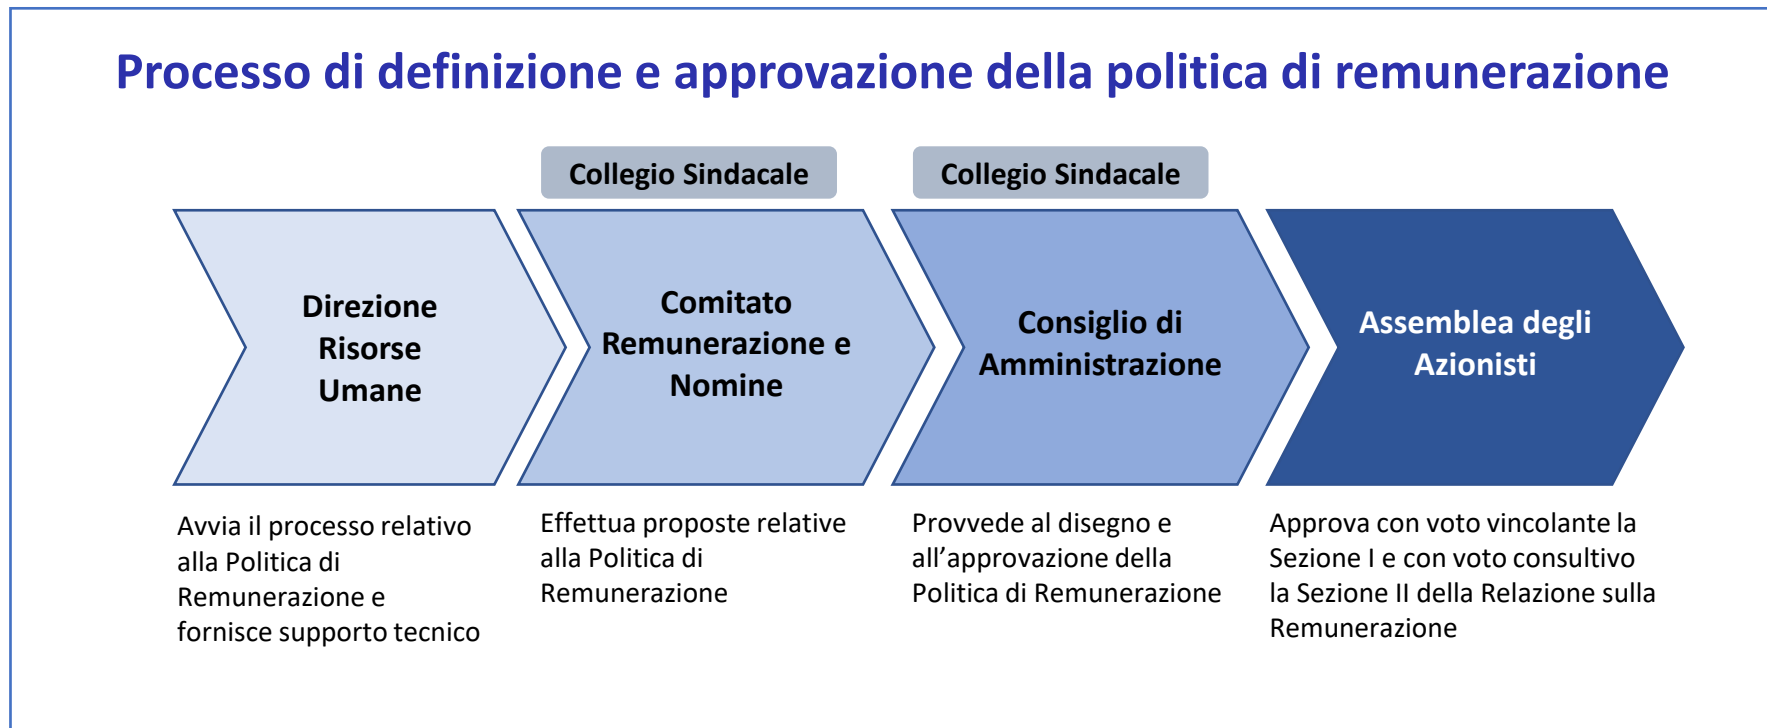 Processo di definizione e approvazione della politica di remunerazione
Collegio Sindacale
Collegio Sindacale
Direzione
Risorse
Umane
Comitato
Remunerazione e
Nomine
Consiglio di
Amministrazione
Assemblea degli
Azionisti
Avvia il processo relativo
alla Politica di
Remunerazione e
fornisce supporto tecnico
Effettua proposte relative
alla Politica di
Remunerazione
Provvede al disegno e
all’approvazione della
Politica di Remunerazione
Approva con voto vincolante la
Sezione I e con voto consultivo
la Sezione II della Relazione sulla
Remunerazione